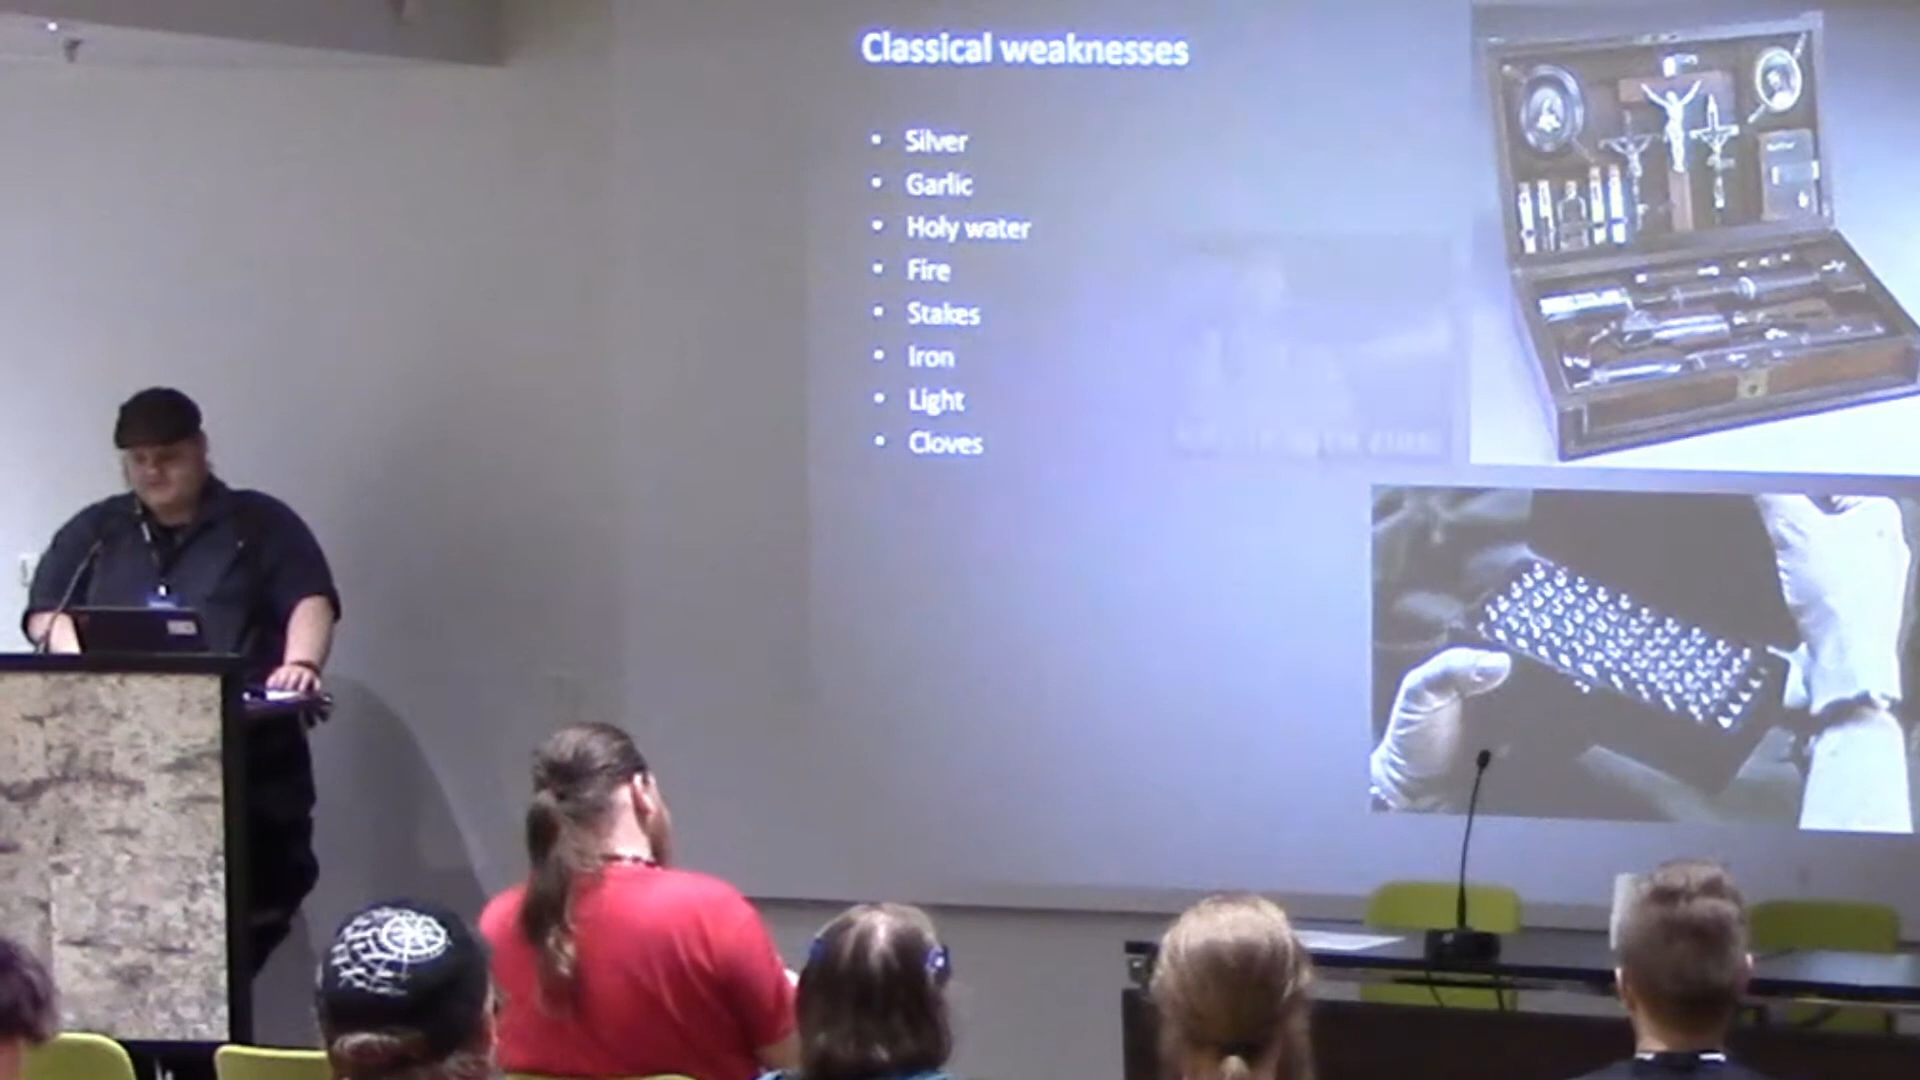 Classical weaknesses
• Silver
• Garlic
• Holy water
• Fire
• Stakes
• Iron
• Light
• Cloves